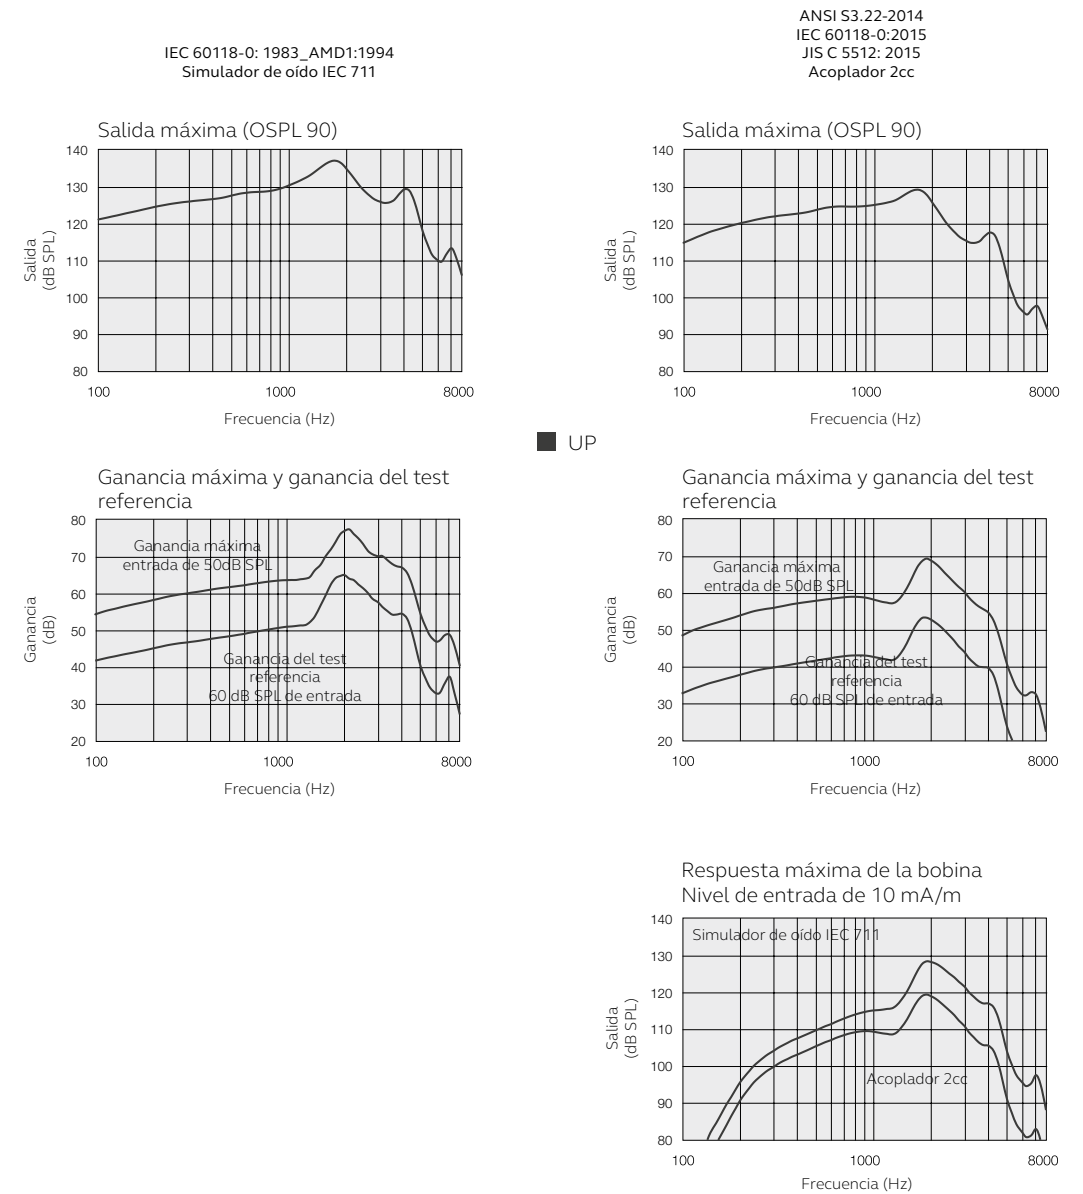 IEC 60118-0: 1983_AMD1:1994
Simulador de oído IEC 711
ANSI S3.22-2014
IEC 60118-0:2015
JIS C 5512: 2015
Acoplador 2cc
Salida máxima (OSPL 90)
140
130
120
110
100
90
80
Salida
(dB SPL)
100
1000
8000
Frecuencia (Hz)
Salida máxima (OSPL 90)
140
130
120
110
100
90
80
Salida
(dB SPL)
100
1000
8000
Frecuencia (Hz)
UP
Ganancia máxima y ganancia del test
referencia
80
70
60
50
40
30
20
Ganancia
(dB)
Ganancia máxima
entrada de 50dB SPL
Ganancia del test
referencia
60 dB SPL de entrada
100
1000
8000
Frecuencia (Hz)
Ganancia máxima y ganancia del test
referencia
80
70
60
50
40
30
20
Ganancia
(dB)
Ganancia máxima
entrada de 50dB SPL
Ganancia del test
referencia
60 dB SPL de entrada
100
1000
8000
Frecuencia (Hz)
Respuesta máxima de la bobina
Nivel de entrada de 10 mA/m
140
130
120
110
100
90
80
Salida
(dB SPL)
Simulador de oído IEC 711
Acoplador 2cc
100
1000
8000
Frecuencia (Hz)